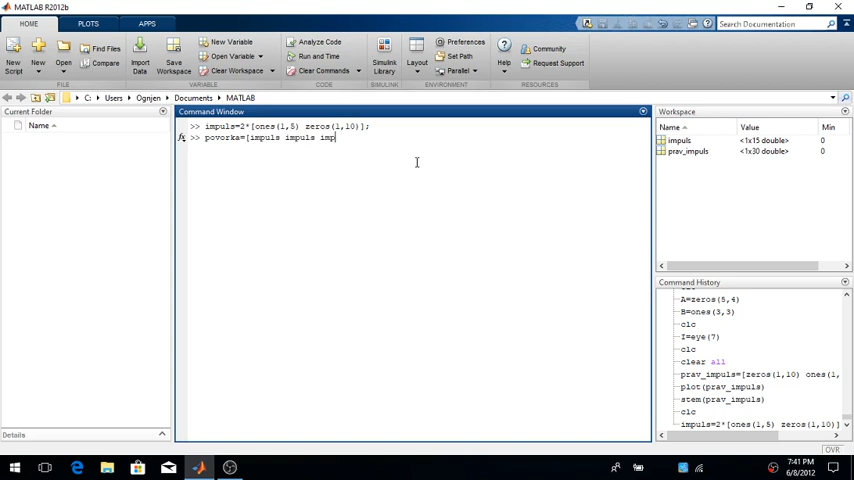 MATLAB R2012b
HOME PLOTS APPS
Search Documentation
New Script
New
Open
Find Files
Compare
Import Data
Save Workspace
New Variable
Open Variable
Clear Workspace
Analyze Code
Run and Time
Clear Commands
Simulink Library
Layout
Preferences
Set Path
Parallel
Help
Community
Request Support
FILE VARIABLE CODE SIMULINK ENVIRONMENT RESOURCES
C: Users Ognjen Documents MATLAB
Current Folder
Name
Details
Command Window
>> impuls=2*[ones(1,5) zeros(1,10)];
fx >> povorka=[impuls impuls imp
Workspace
Name Value Min
impuls <1x15 double> 0
prav_impuls <1x30 double> 0
Command History
A=zeros(5,4)
B=ones(3,3)
clc
I=eye(7)
clc
clear all
prav_impuls=[zeros(1,10) ones(1,
plot(prav_impuls)
stem(prav_impuls)
clc
impuls=2*[ones(1,5) zeros(1,10)]
OVR
7:41 PM
6/8/2012